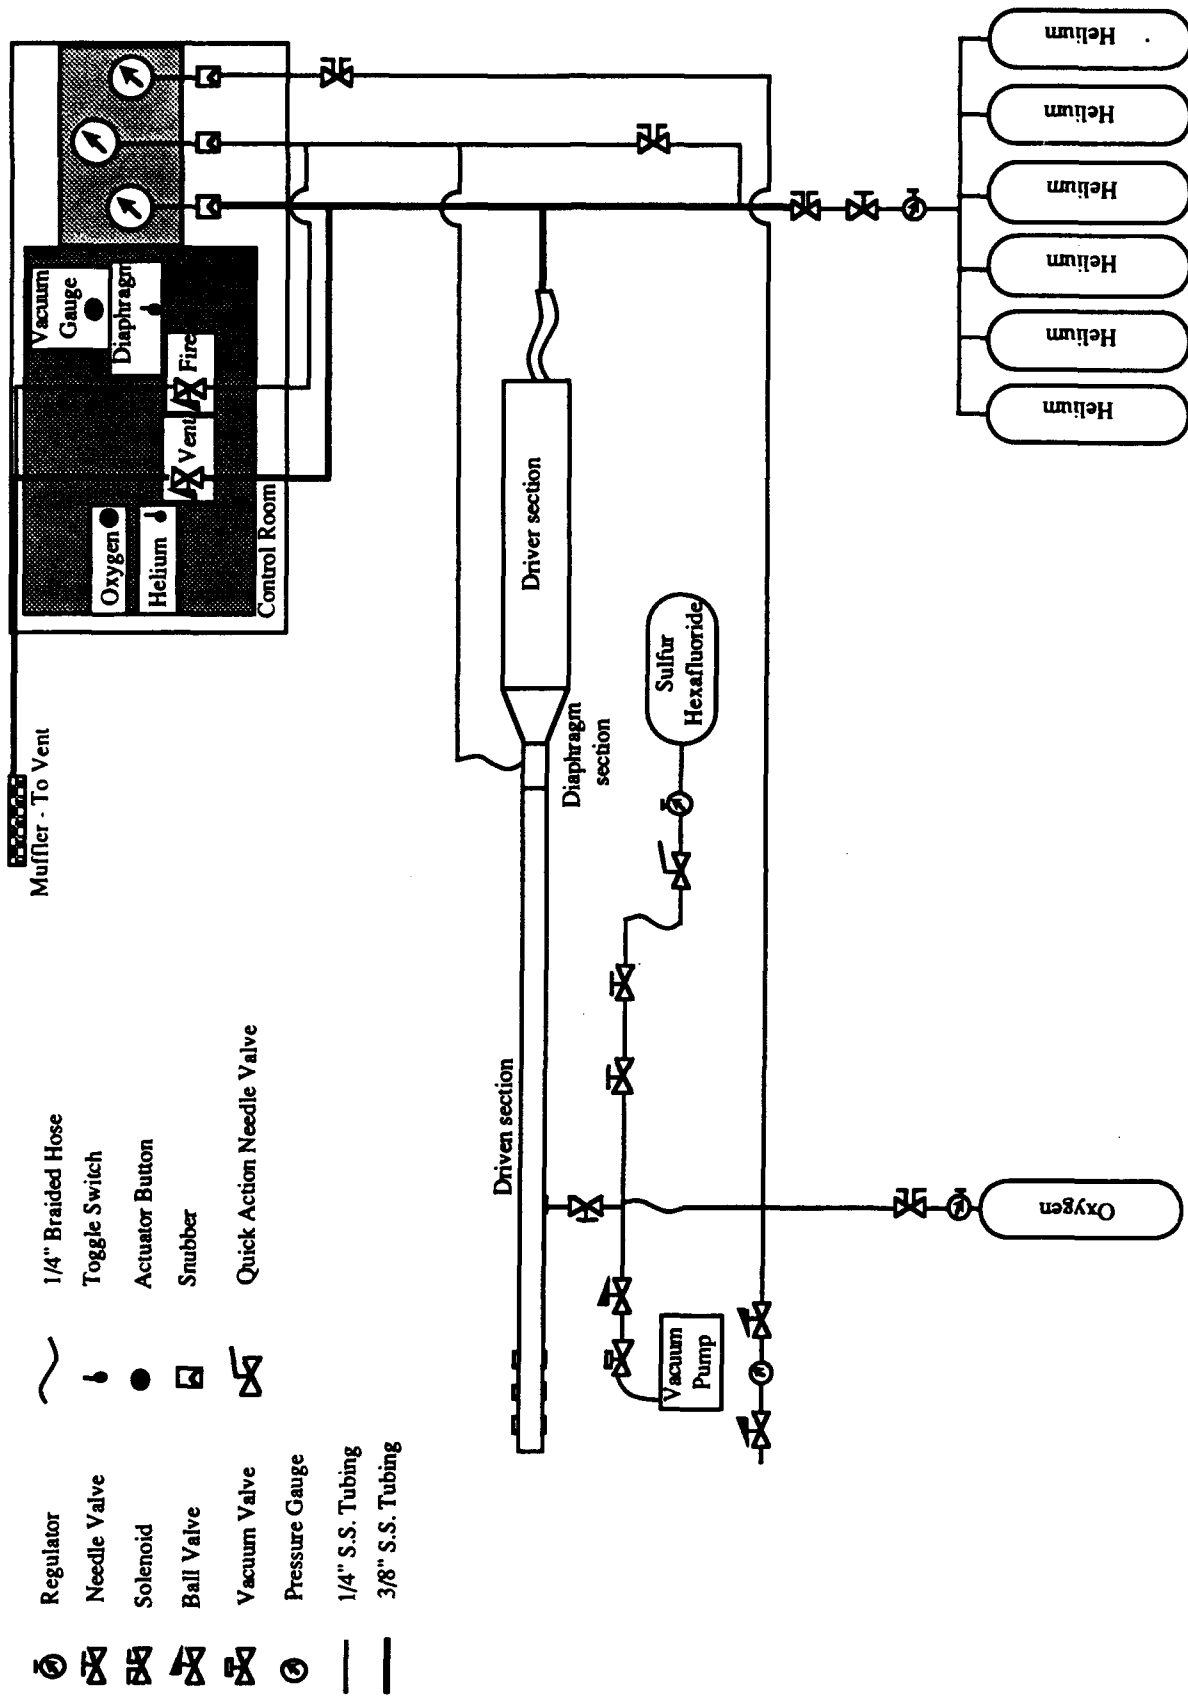 Regulator
Needle Valve
Solenoid
Ball Valve
Vacuum Valve
Pressure Gauge
1/4" S.S. Tubing
3/8" S.S. Tubing
1/4" Braided Hose
Toggle Switch
Actuator Button
Snubber
Quick Action Needle Valve
Muffler - To Vent
Oxygen
Helium
Vent
Fire
Vacuum
Gauge
Diaphragm
Control Room
Driven section
Diaphragm
section
Driver section
Vacuum
Pump
Sulfur
Hexafluoride
Oxygen
Helium
Helium
Helium
Helium
Helium
Helium